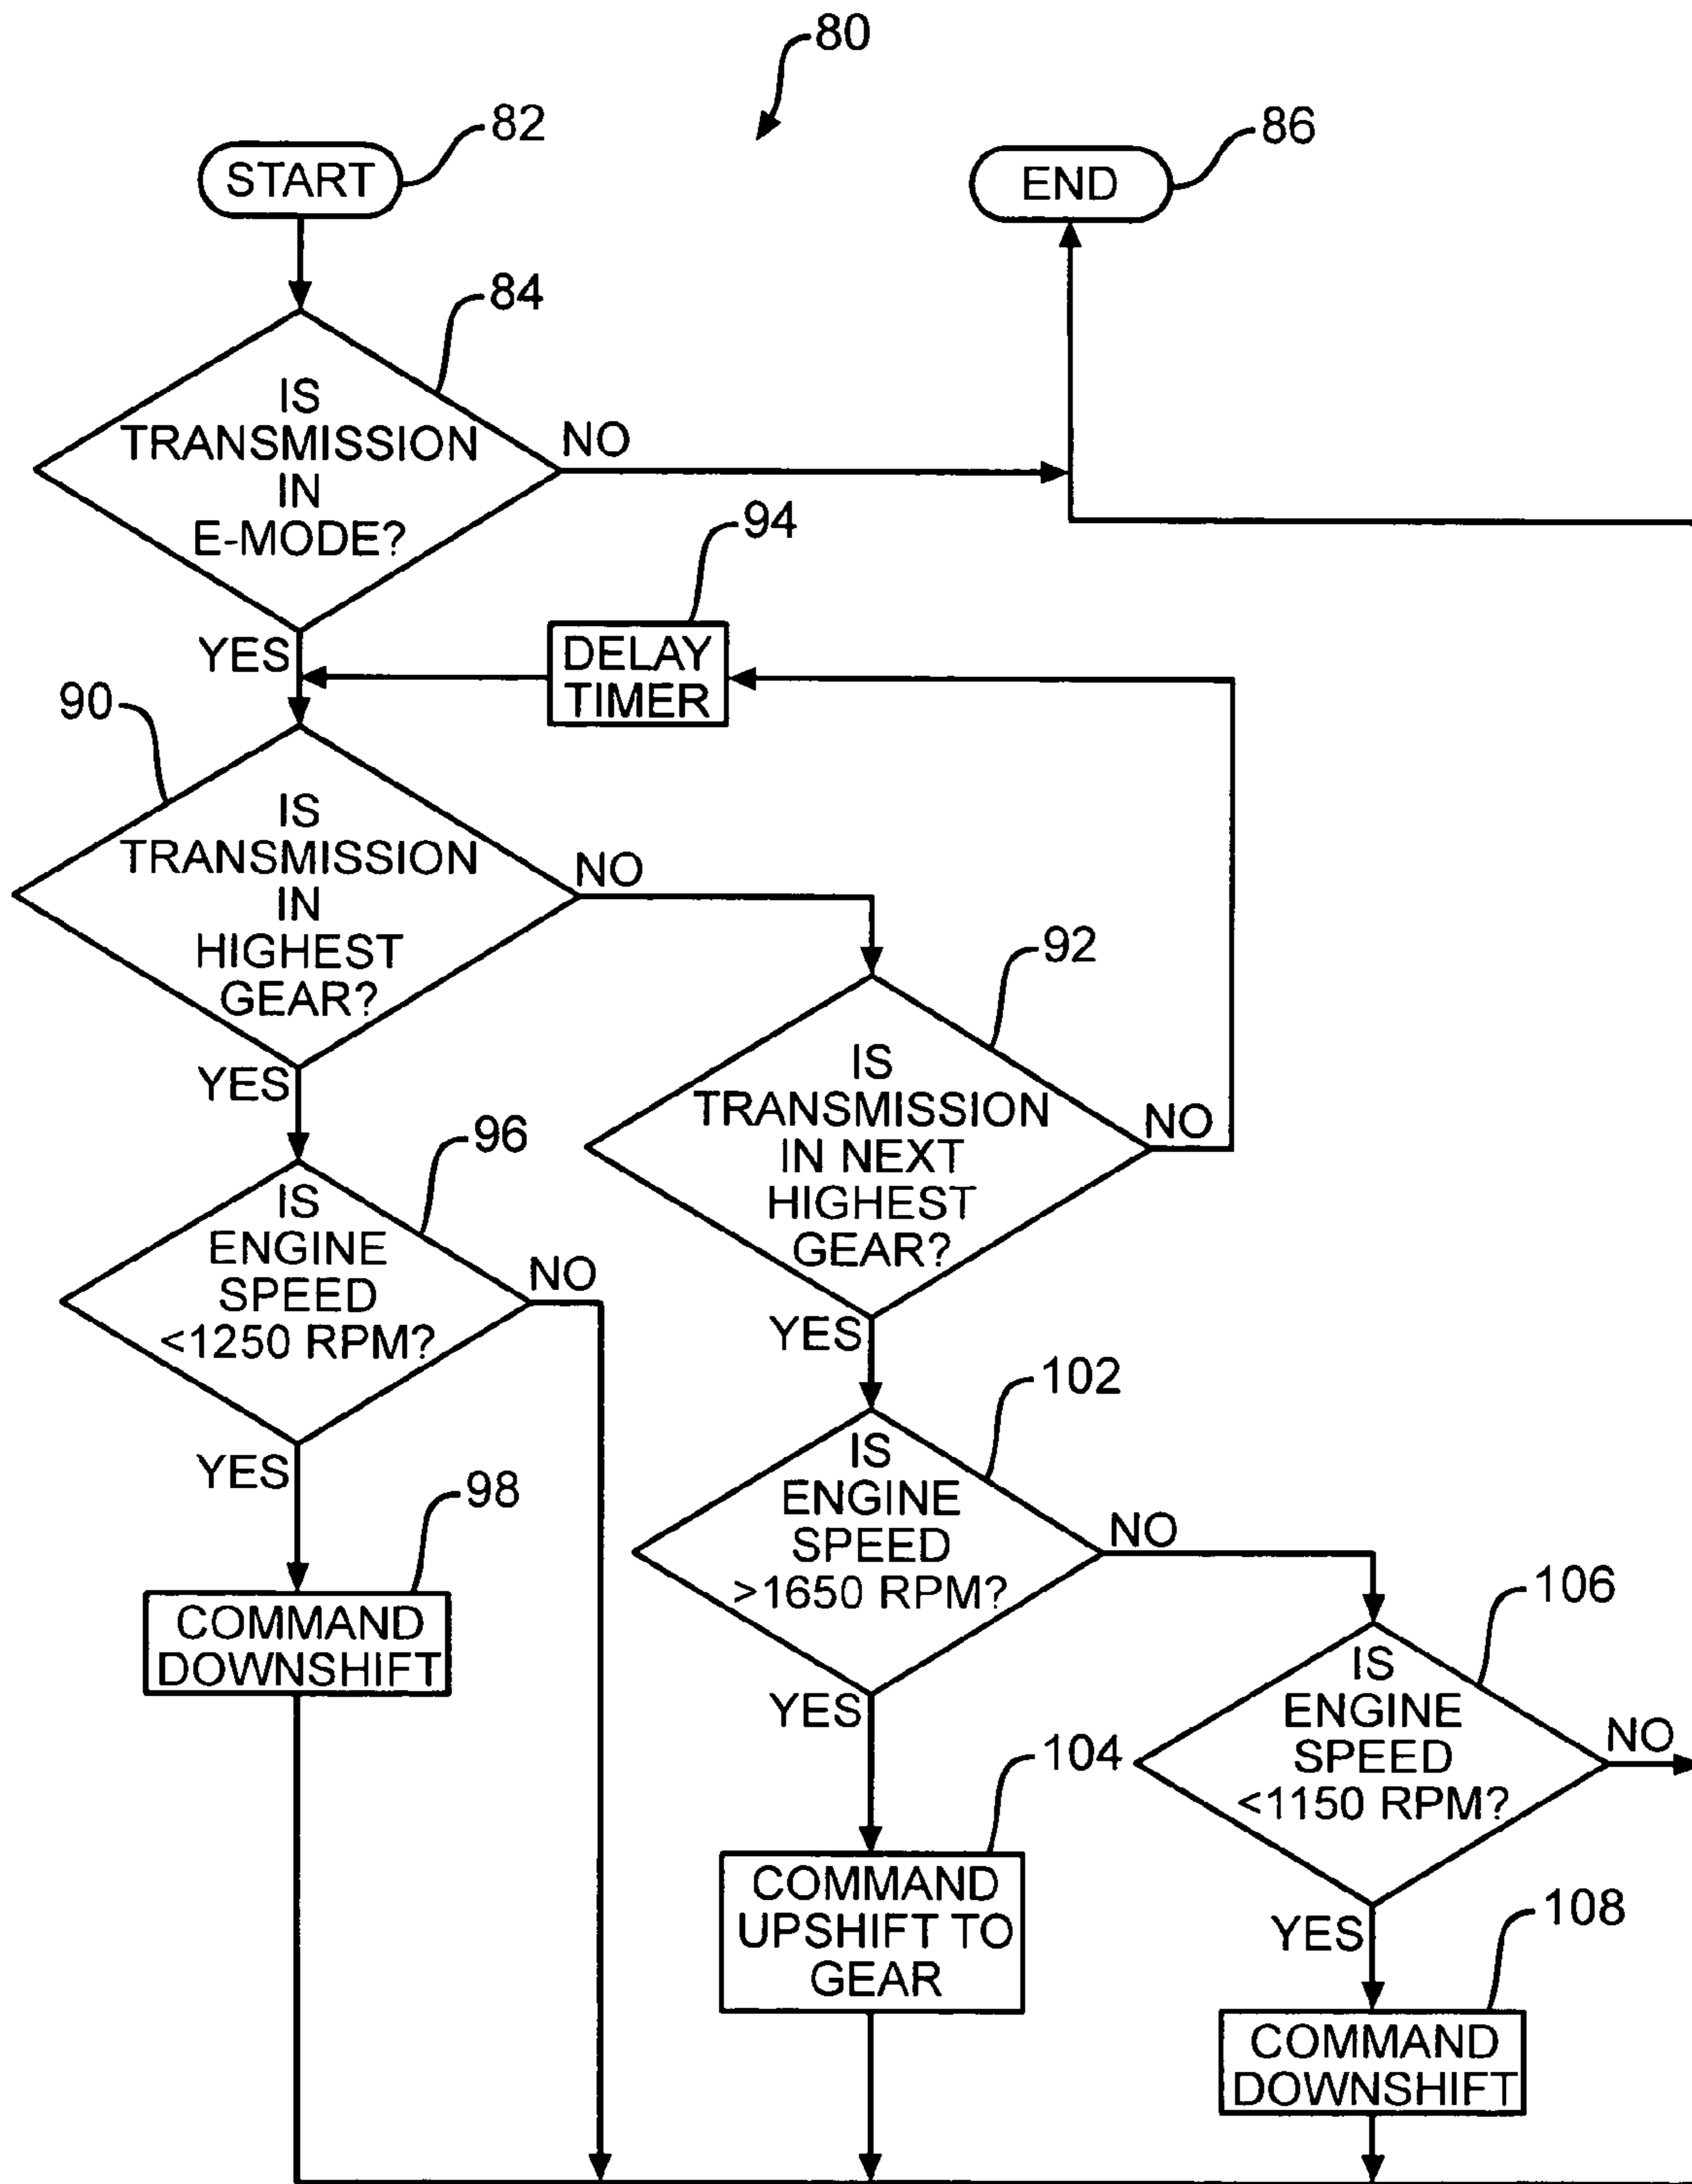 80
82
START
86
END
84
IS
TRANSMISSION
IN
E-MODE?
NO
YES
94
DELAY
TIMER
90
IS
TRANSMISSION
IN
HIGHEST
GEAR?
NO
YES
92
IS
TRANSMISSION
IN NEXT
HIGHEST
GEAR?
NO
YES
96
IS
ENGINE
SPEED
<1250 RPM?
NO
YES
98
COMMAND
DOWNSHIFT
102
IS
ENGINE
SPEED
>1650 RPM?
NO
YES
104
COMMAND
UPSHIFT TO
GEAR
106
IS
ENGINE
SPEED
<1150 RPM?
NO
YES
108
COMMAND
DOWNSHIFT